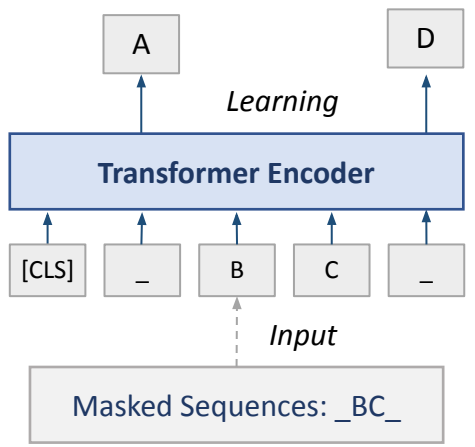 A
D
Learning
Transformer Encoder
[CLS]
_
B
C
_
Input
Masked Sequences: _BC_